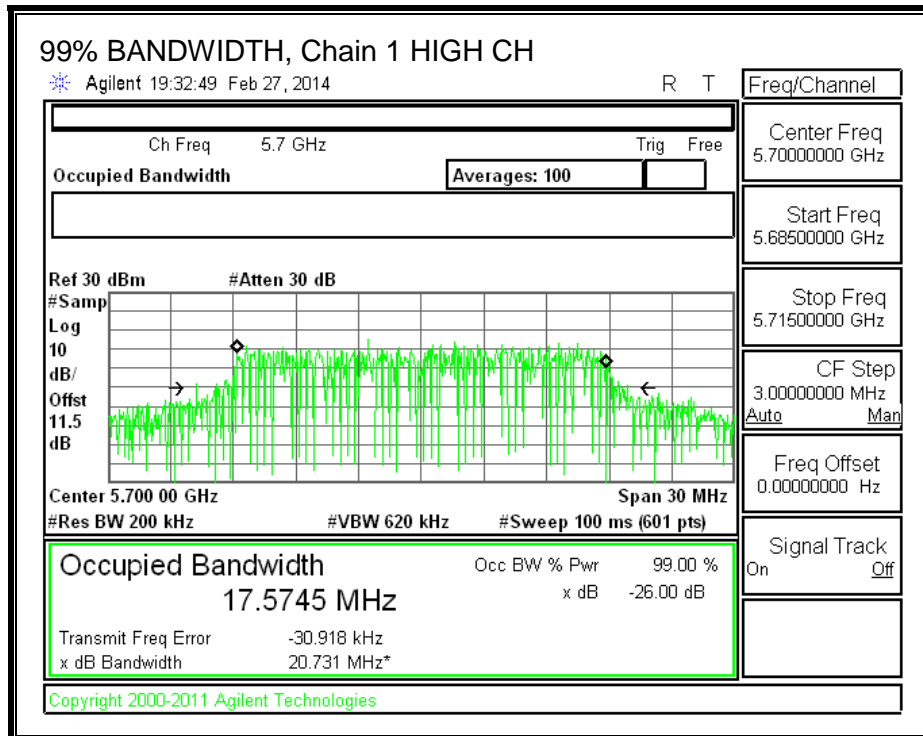 99% BANDWIDTH, Chain 1 HIGH CH
Agilent 19:32:49 Feb 27, 2014 R T
Freq/Channel
Ch Freq 5.7 GHz Trig Free
Occupied Bandwidth Averages: 100
Center Freq
5.70000000 GHz
Start Freq
5.68500000 GHz
Stop Freq
5.71500000 GHz
CF Step
3.00000000 MHz
Auto Man
Freq Offset
0.00000000 Hz
Signal Track
On Off
Ref 30 dBm #Atten 30 dB
#Samp
Log
10
dB/
Offst
11.5
dB
Center 5.700 00 GHz Span 30 MHz
#Res BW 200 kHz #VBW 620 kHz #Sweep 100 ms (601 pts)
Occupied Bandwidth Occ BW % Pwr 99.00 %
17.5745 MHz x dB -26.00 dB
Transmit Freq Error -30.918 kHz
x dB Bandwidth 20.731 MHz*
Copyright 2000-2011 Agilent Technologies